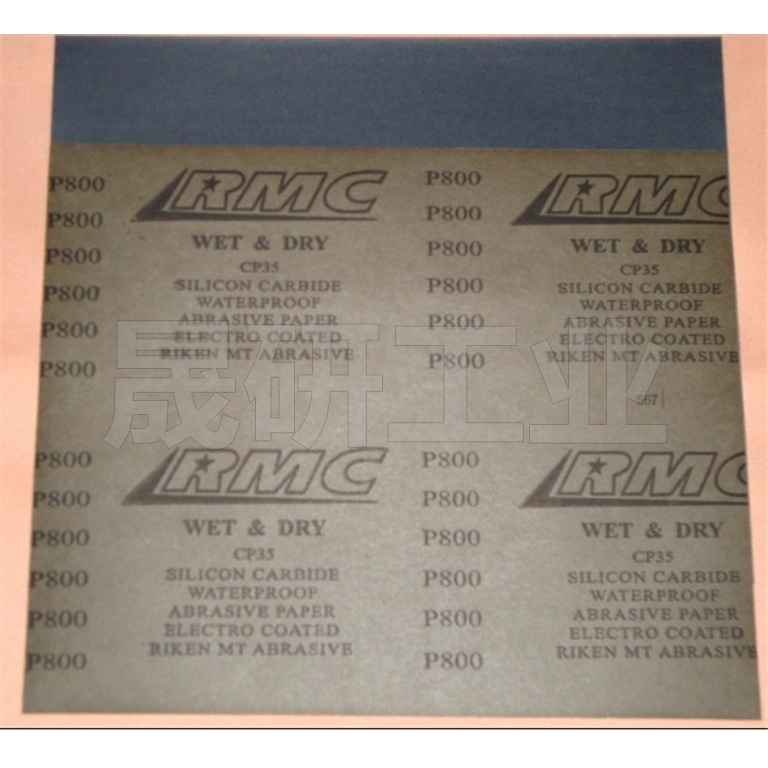 P800 RMC P800 RMC
P800 P800
P800 WET & DRY P800 WET & DRY
CP35 CP35
P800 SILICON CARBIDE P800 SILICON CARBIDE
WATERPROOF WATERPROOF
P800 ABRASIVE PAPER P800 ABRASIVE PAPER
ELECTRO COATED ELECTRO COATED
P800 RIKEN MT ABRASIVE P800 RIKEN MT ABRASIVE
晟研工业
567
P800 RMC P800 RMC
P800 P800
P800 WET & DRY P800 WET & DRY
CP35 CP35
P800 SILICON CARBIDE P800 SILICON CARBIDE
WATERPROOF WATERPROOF
P800 ABRASIVE PAPER P800 ABRASIVE PAPER
ELECTRO COATED ELECTRO COATED
P800 RIKEN MT ABRASIVE P800 RIKEN MT ABRASIVE